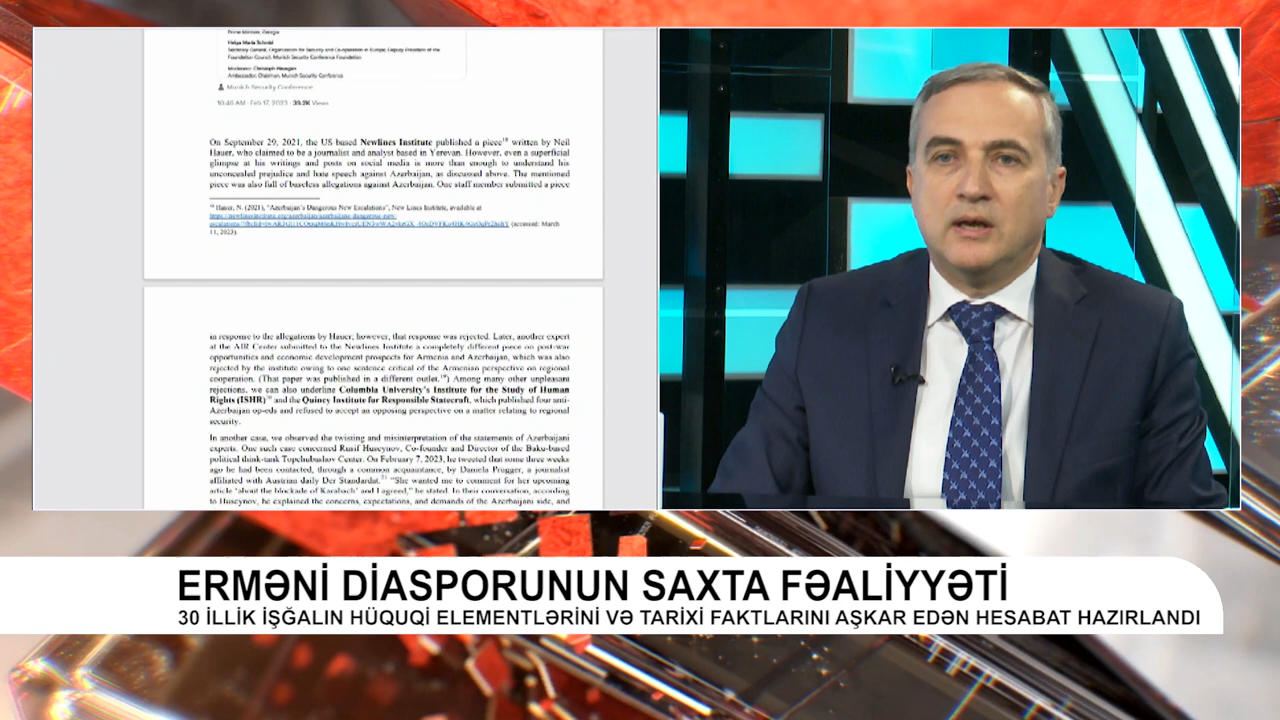 Prime Minister, Georgia
Helga Maria Schmid
Secretary General, Organization for Security and Co-operation in Europe; Deputy President of the
Foundation Council, Munich Security Conference Foundation
Moderator: Christoph Heusgen
Ambassador, Chairman, Munich Security Conference
Munich Security Conference
10:46 AM · Feb 17, 2023 · 39.2K Views
On September 29, 2021, the US based Newlines Institute published a piece¹⁸ written by Neil
Hauer, who claimed to be a journalist and analyst based in Yerevan. However, even a superficial
glimpse at his writings and posts on social media is more than enough to understand his
unconcealed prejudice and hate speech against Azerbaijan, as discussed above. The mentioned
piece was also full of baseless allegations against Azerbaijan. One staff member submitted a piece
¹⁸ Hauer, N. (2021), "Azerbaijan's Dangerous New Escalations", New Lines Institute, available at
https://newlinesinstitute.org/azerbaijan/azerbaijans-dangerous-new-
(accessed: March
11, 2023).
in response to the allegations by Hauer; however, that response was rejected. Later, another expert
at the AIR Center submitted to the Newlines Institute a completely different piece on post-war
opportunities and economic development prospects for Armenia and Azerbaijan, which was also
rejected by the institute owing to one sentence critical of the Armenian perspective on regional
cooperation. (That paper was published in a different outlet.¹⁹) Among many other unpleasant
rejections, we can also underline Columbia University's Institute for the Study of Human
Rights (ISHR)²⁰ and the Quincy Institute for Responsible Statecraft, which published four anti-
Azerbaijan op-eds and refused to accept an opposing perspective on a matter relating to regional
security.
In another case, we observed the twisting and misinterpretation of the statements of Azerbaijani
experts. One such case concerned Rusif Huseynov, Co-founder and Director of the Baku-based
political think-tank Topchubashov Center. On February 7, 2023, he tweeted that some three weeks
ago he had been contacted, through a common acquaintance, by Daniela Prugger, a journalist
affiliated with Austrian daily Der Standardat.²¹ "She wanted me to comment for her upcoming
article 'about the blockade of Karabach' and I agreed," he stated. In their conversation, according
to Huseynov, he explained the concerns, expectations, and demands of the Azerbaijani side, and
ERMƏNİ DİASPORUNUN SAXTA FƏALİYYƏTİ
30 İLLİK İŞĞALIN HÜQUQİ ELEMENTLƏRİNİ VƏ TARİXİ FAKTLARINI AŞKAR EDƏN HESABAT HAZIRLANDI